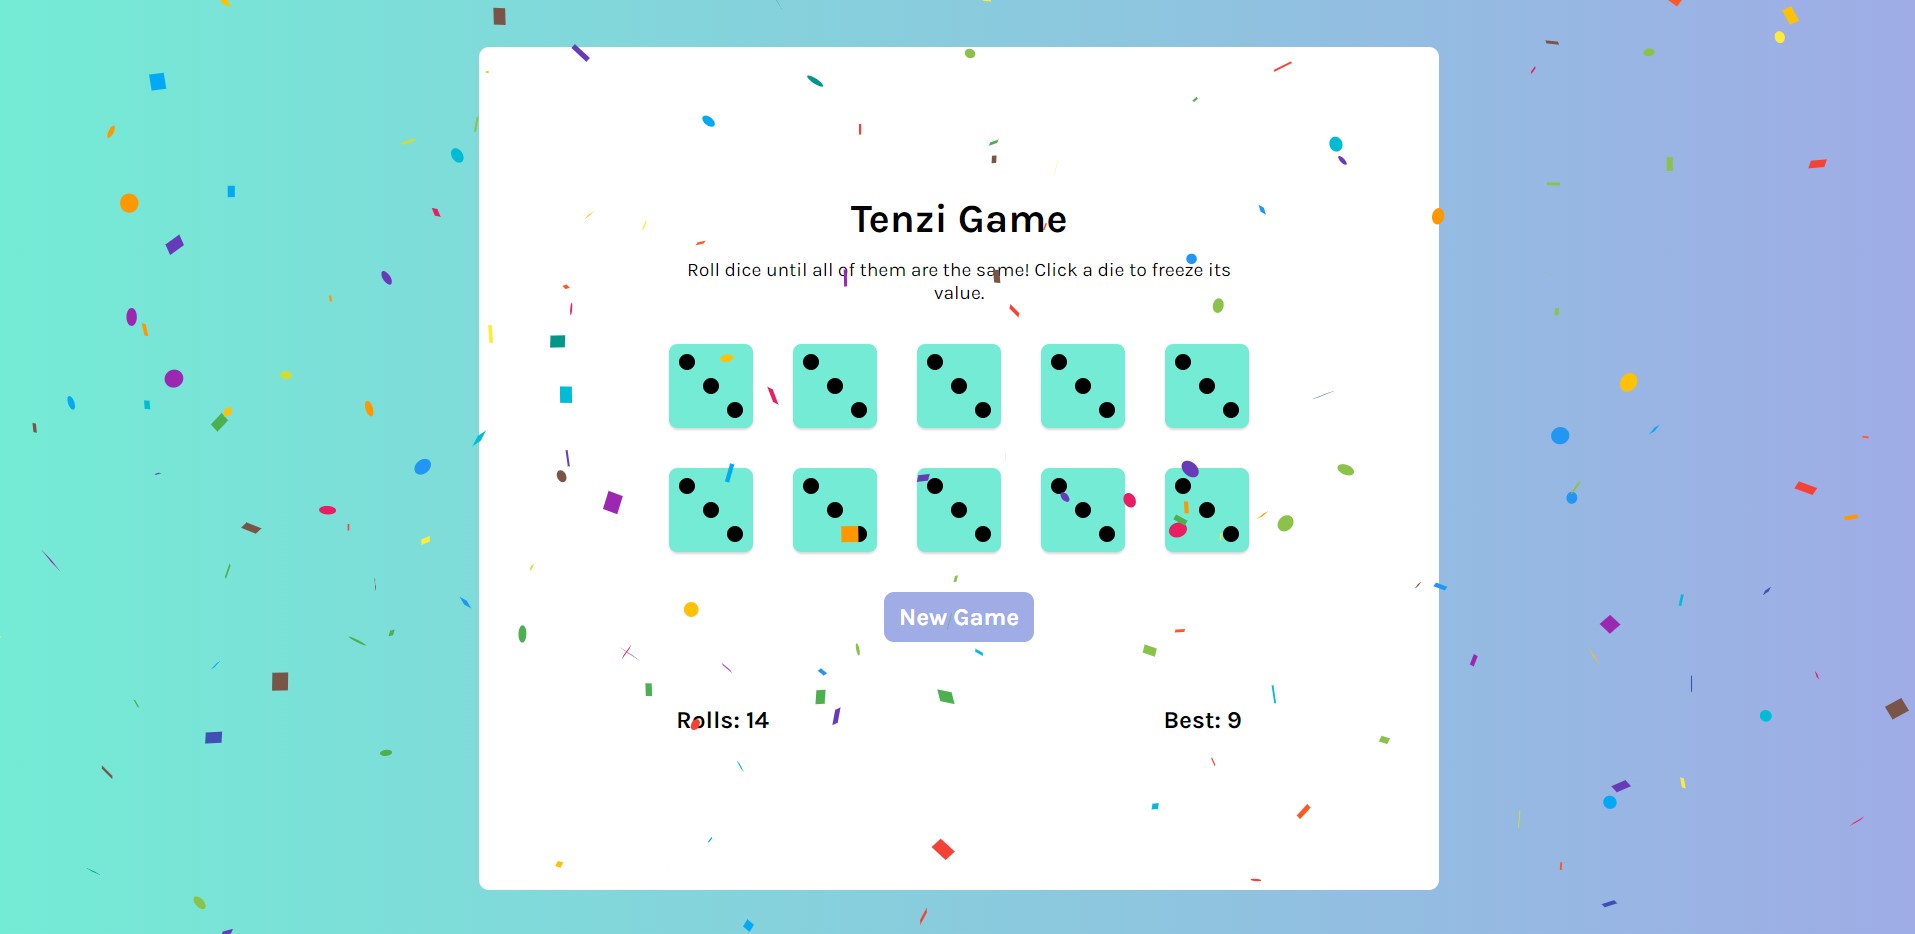 Tenzi Game
Roll dice until all of them are the same! Click a die to freeze its
value.
New Game
Rolls: 14
Best: 9